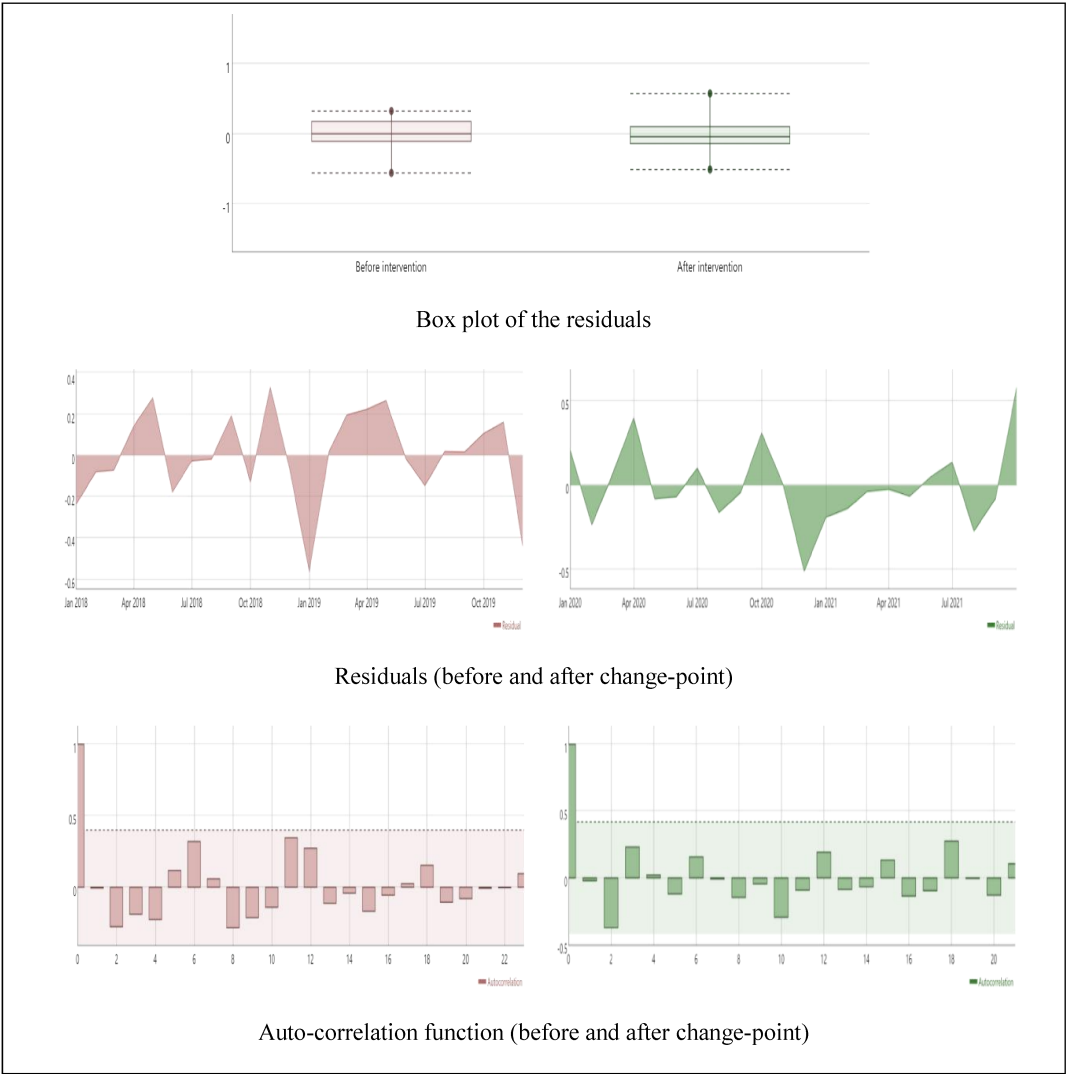 1
0
-1
Before intervention After intervention
Box plot of the residuals
0.4
0.2
0
-0.2
-0.4
-0.6
Jan 2018 Apr 2018 Jul 2018 Oct 2018 Jan 2019 Apr 2019 Jul 2019 Oct 2019
Residual
0.5
0
-0.5
Jan 2020 Apr 2020 Jul 2020 Oct 2020 Jan 2021 Apr 2021 Jul 2021
Residual
Residuals (before and after change-point)
1
0.5
0
0 2 4 6 8 10 12 14 16 18 20 22
Autocorrelation
1
0.5
0
-0.5
0 2 4 6 8 10 12 14 16 18 20
Autocorrelation
Auto-correlation function (before and after change-point)